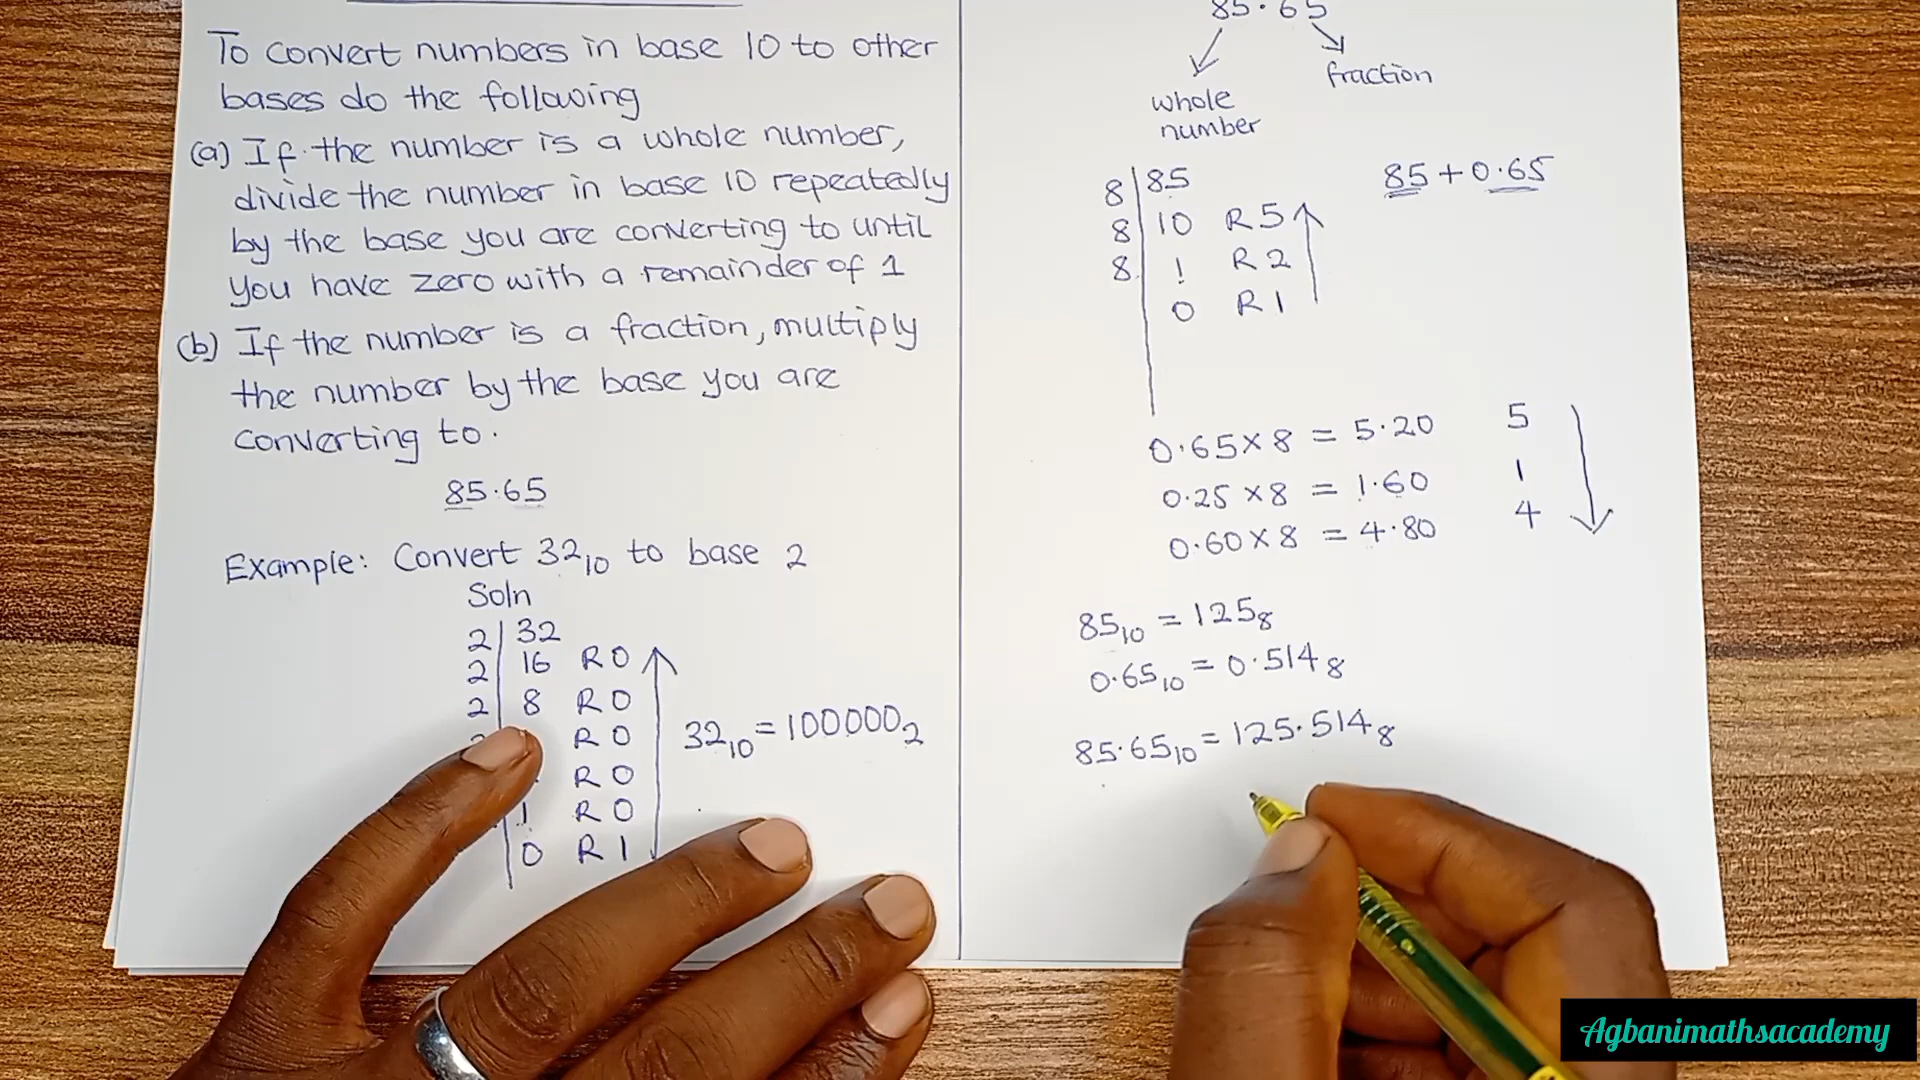 To convert numbers in base 10 to other
bases do the following
(a) If the number is a whole number,
divide the number in base 10 repeatedly
by the base you are converting to until
you have zero with a remainder of 1
(b) If the number is a fraction, multiply
the number by the base you are
converting to.
85.65
Example: Convert 32₁₀ to base 2
Soln
2 | 32
2 | 16 R 0
2 | 8 R 0
R 0
R 0
1 R 0
0 R 1
32₁₀ = 100000₂
85.65
whole
number
fraction
8 | 85
8 | 10 R 5
8 | 1 R 2
0 R 1
85 + 0.65
0.65 × 8 = 5.20 5
0.25 × 8 = 1.60 1
0.60 × 8 = 4.80 4
85₁₀ = 125₈
0.65₁₀ = 0.514₈
85.65₁₀ = 125.514₈
Agbanimathsacademy